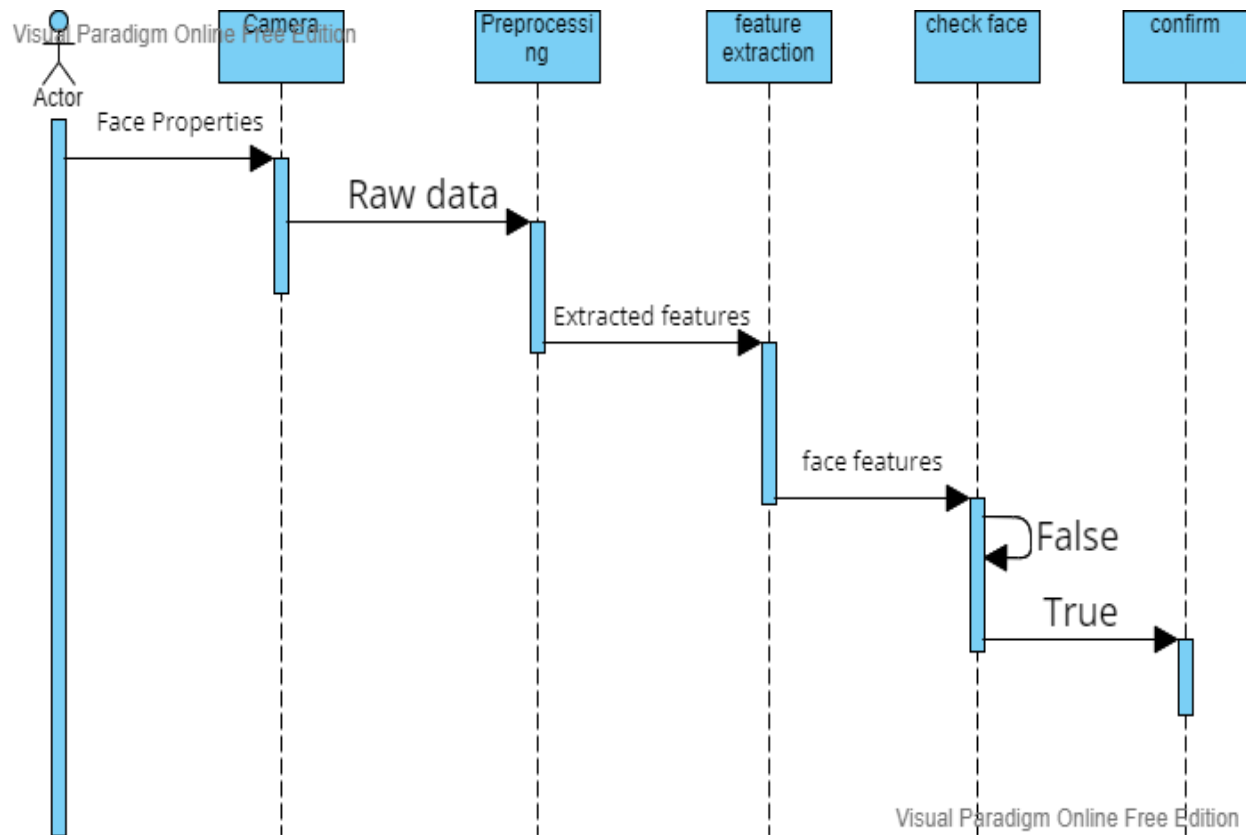 Visual Paradigm Online Free Edition
Camera
Preprocessi
ng
feature
extraction
check face
confirm
Actor
Face Properties
Raw data
Extracted features
face features
False
True
Visual Paradigm Online Free Edition